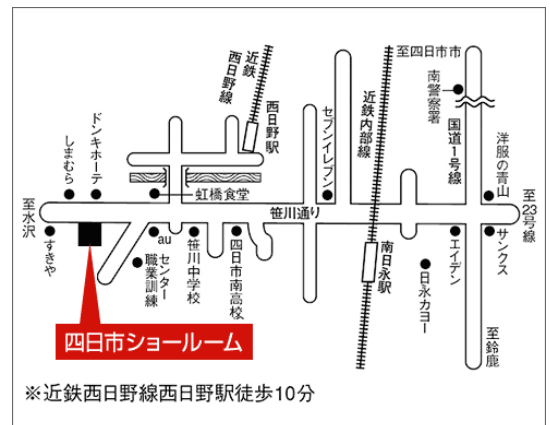 至四日市市
南警察署
国道1号線
洋服の青山
至23号線
サンクス
エイデン
至鈴鹿
日永カヨー
近鉄内部線
南日永駅
セブンイレブン
笹川通り
近鉄
西日野線
西日野駅
虹橋食堂
ドンキホーテ
しまむら
至水沢
すきや
au
職業訓練
センター
笹川中学校
四日市南高校
四日市ショールーム
※近鉄西日野線西日野駅徒歩10分